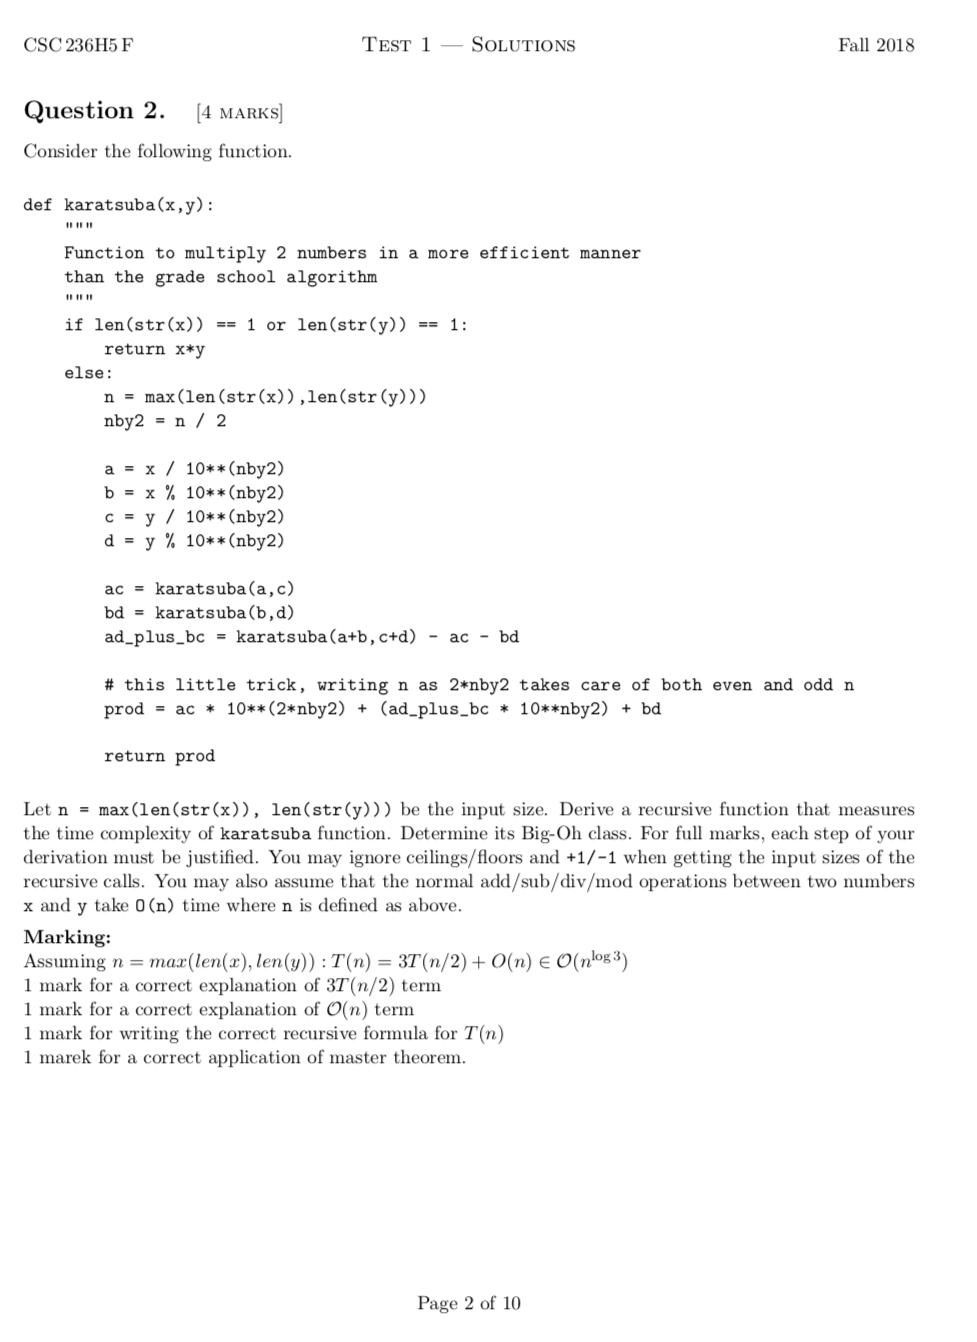 CSC 236H5 F Test 1 — Solutions Fall 2018
Question 2. [4 marks]
Consider the following function.
def karatsuba(x,y):
    """
    Function to multiply 2 numbers in a more efficient manner
    than the grade school algorithm
    """
    if len(str(x)) == 1 or len(str(y)) == 1:
        return x*y
    else:
        n = max(len(str(x)),len(str(y)))
        nby2 = n / 2
        a = x / 10**(nby2)
        b = x % 10**(nby2)
        c = y / 10**(nby2)
        d = y % 10**(nby2)
        ac = karatsuba(a,c)
        bd = karatsuba(b,d)
        ad_plus_bc = karatsuba(a+b,c+d) - ac - bd
        # this little trick, writing n as 2*nby2 takes care of both even and odd n
        prod = ac * 10**(2*nby2) + (ad_plus_bc * 10**nby2) + bd
        return prod
Let n = max(len(str(x)), len(str(y))) be the input size. Derive a recursive function that measures
the time complexity of karatsuba function. Determine its Big-Oh class. For full marks, each step of your
derivation must be justified. You may ignore ceilings/floors and +1/-1 when getting the input sizes of the
recursive calls. You may also assume that the normal add/sub/div/mod operations between two numbers
x and y take O(n) time where n is defined as above.
Marking:
Assuming n = max(len(x), len(y)) : T(n) = 3T(n/2) + O(n) ∈ O(n^log 3)
1 mark for a correct explanation of 3T(n/2) term
1 mark for a correct explanation of O(n) term
1 mark for writing the correct recursive formula for T(n)
1 marek for a correct application of master theorem.
Page 2 of 10